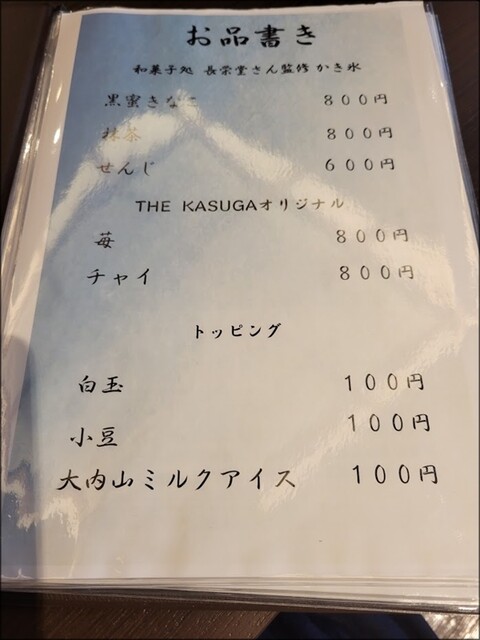 お品書き
和菓子処 長栄堂さん監修 かき氷
黒蜜きなこ 800円
抹茶 800円
せんじ 600円
THE KASUGAオリジナル
苺 800円
チャイ 800円
トッピング
白玉 100円
小豆 100円
大内山ミルクアイス 100円